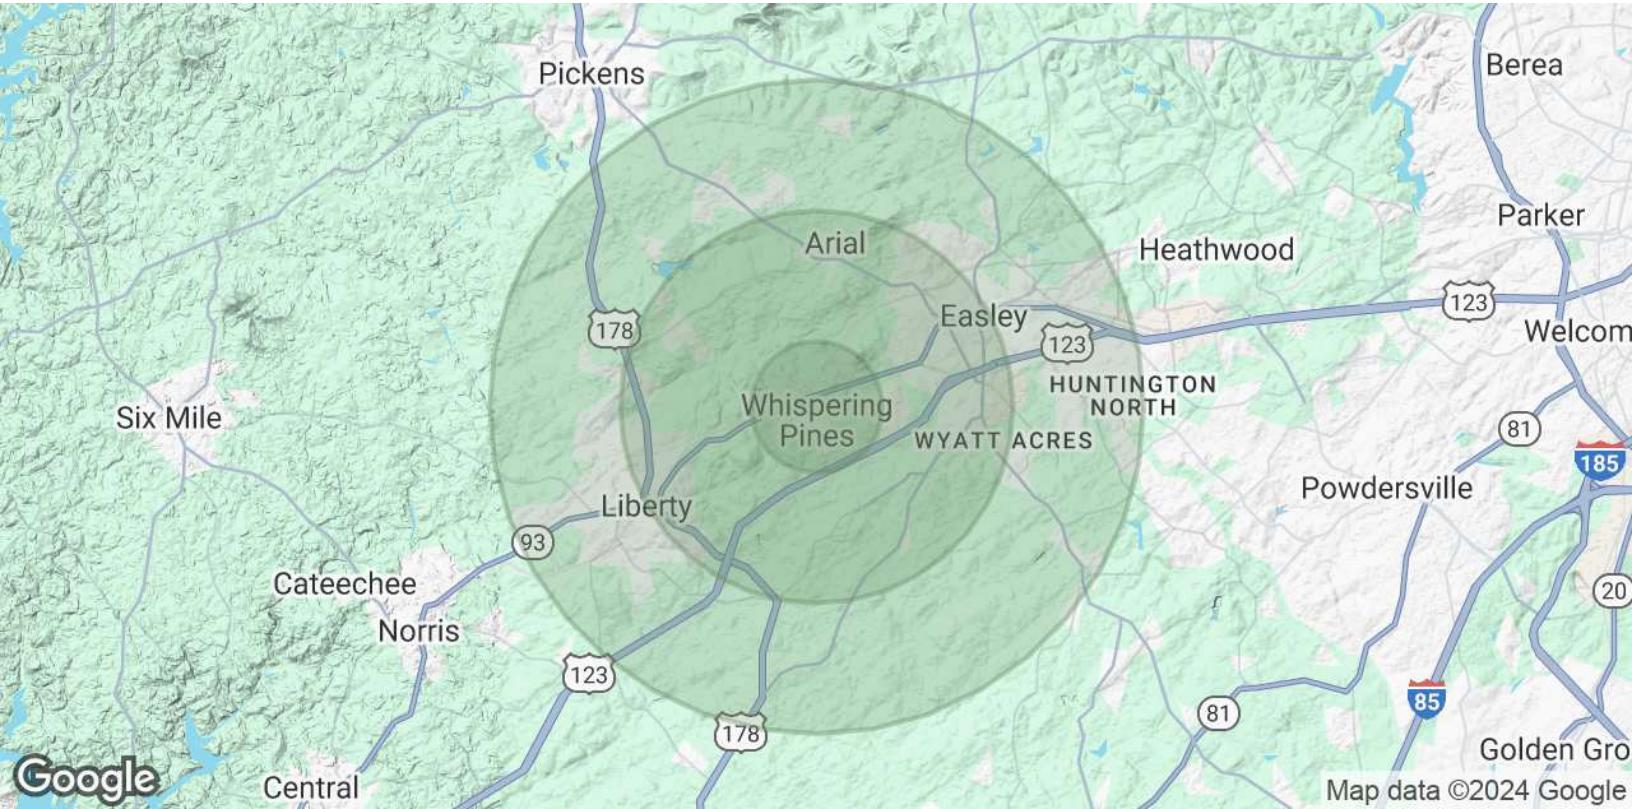 Pickens
Berea
Parker
Arial
Heathwood
123
178
Easley
123
Welcom
HUNTINGTON
NORTH
Whispering
Pines
Six Mile
WYATT ACRES
81
185
Powdersville
Liberty
93
Cateechee
20
Norris
123
85
81
178
Golden Gro
Google
Central
Map data ©2024 Google